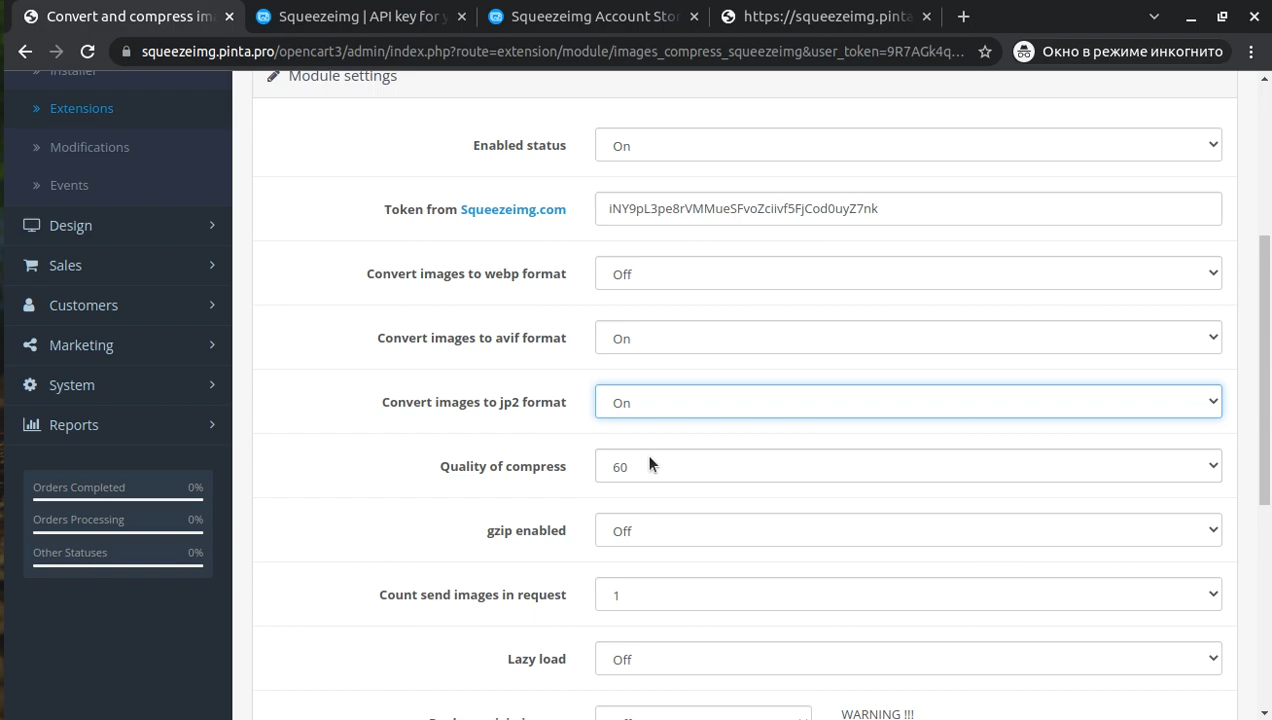 Convert and compress im
Squeezeimg | API key for y
Squeezeimg Account Stor
https://squeezeimg.pinta
squeezeimg.pinta.pro/opencart3/admin/index.php?route=extension/module/images_compress_squeezeimg&user_token=9R7AGk4q...
Окно в режиме инкогнито
Installer
Extensions
Modifications
Events
Design
Sales
Customers
Marketing
System
Reports
Orders Completed 0%
Orders Processing 0%
Other Statuses 0%
Module settings
Enabled status On
Token from Squeezeimg.com iNY9pL3pe8rVMMueSFvoZciivf5FjCod0uyZ7nk
Convert images to webp format Off
Convert images to avif format On
Convert images to jp2 format On
Quality of compress 60
gzip enabled Off
Count send images in request 1
Lazy load Off
WARNING !!!